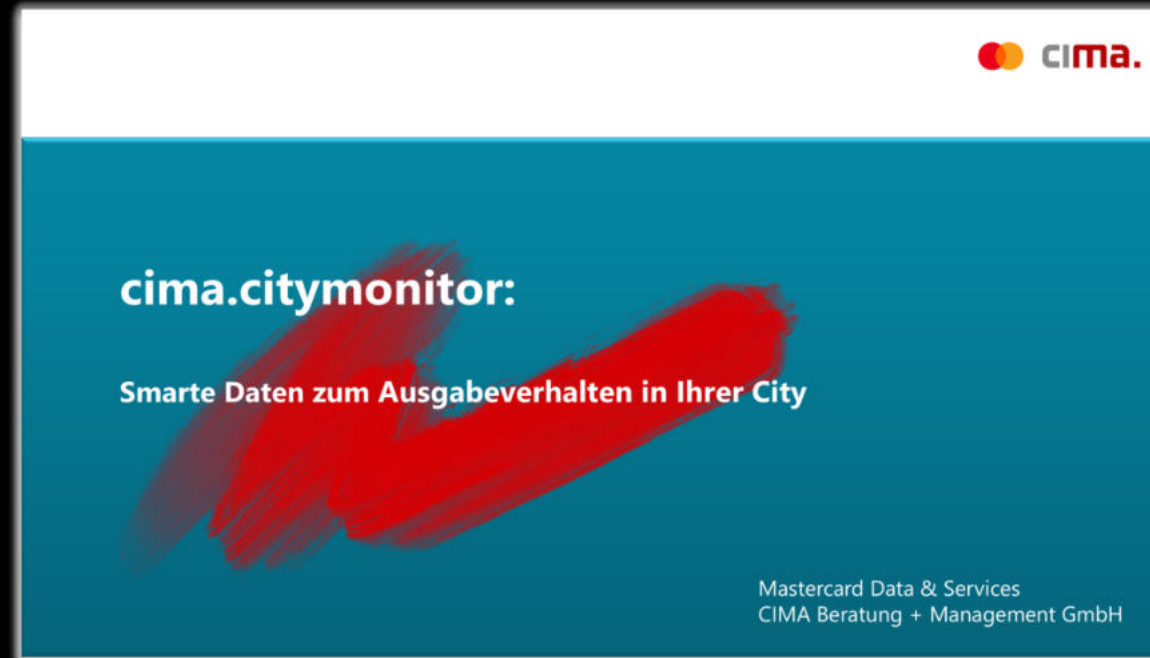 cima.
cima.citymonitor:
Smarte Daten zum Ausgabeverhalten in Ihrer City
Mastercard Data & Services
CIMA Beratung + Management GmbH